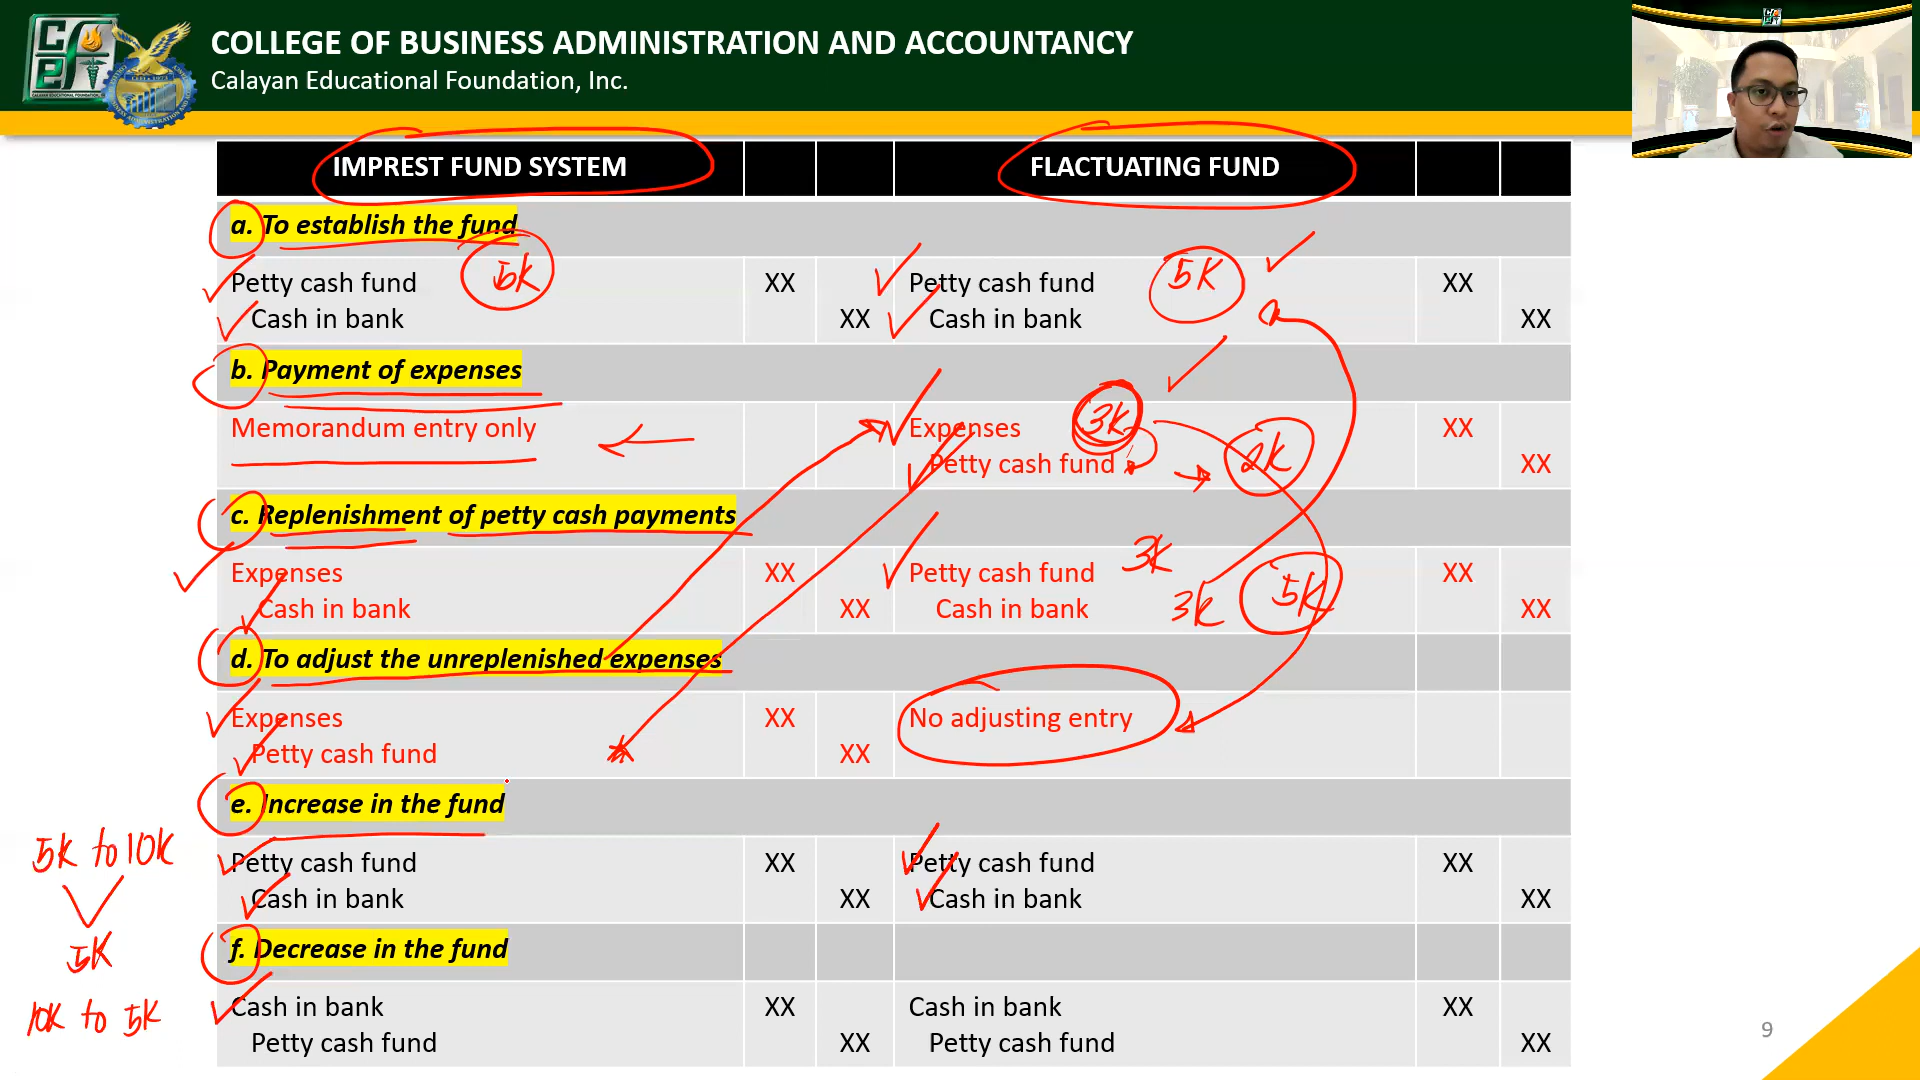 COLLEGE OF BUSINESS ADMINISTRATION AND ACCOUNTANCY
Calayan Educational Foundation, Inc.
IMPREST FUND SYSTEM
FLACTUATING FUND
a. To establish the fund
Petty cash fund 5K XX
Cash in bank XX
Petty cash fund 5K XX
Cash in bank XX
b. Payment of expenses
Memorandum entry only
Expenses 3K XX
Petty cash fund 2K XX
c. Replenishment of petty cash payments
Expenses XX
Cash in bank XX
Petty cash fund 3K XX
Cash in bank 3K 5K XX
d. To adjust the unreplenished expenses
Expenses XX
Petty cash fund XX
No adjusting entry
e. Increase in the fund
5K to 10K
5K
Petty cash fund XX
Cash in bank XX
Petty cash fund XX
Cash in bank XX
f. Decrease in the fund
10K to 5K
Cash in bank XX
Petty cash fund XX
Cash in bank XX
Petty cash fund XX
9